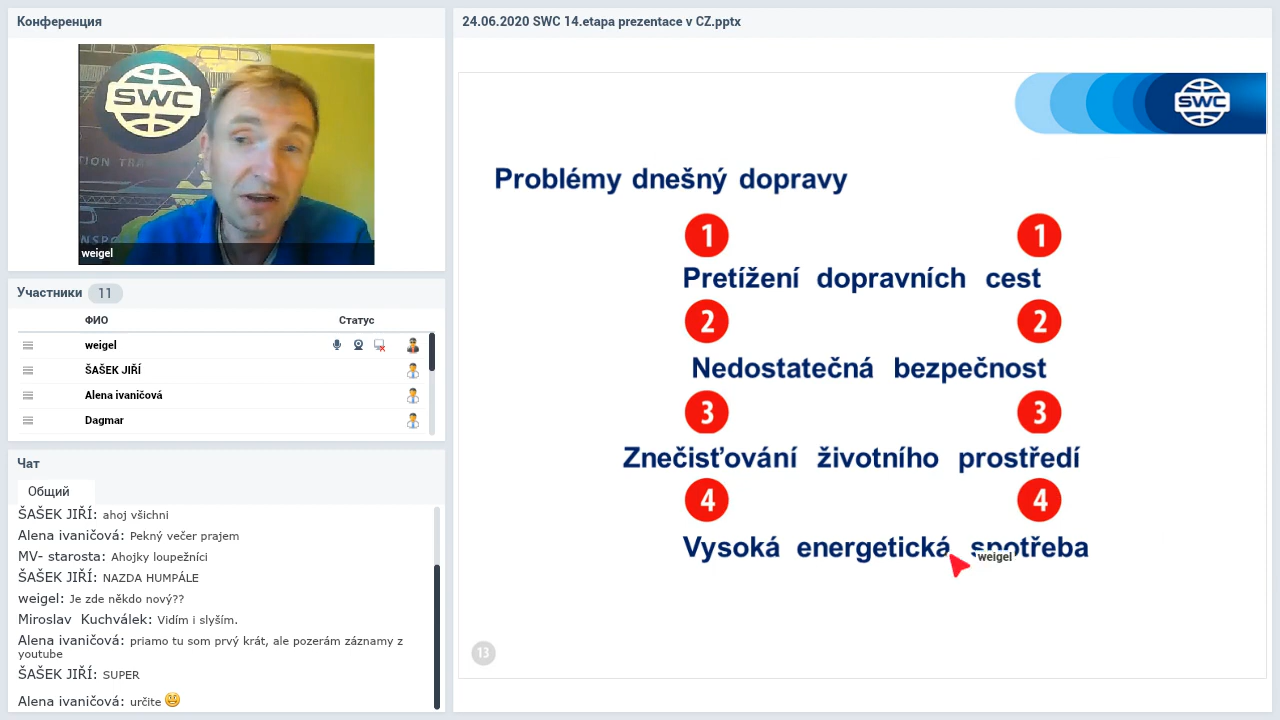 Конференция
SWC
TION TRA
NSPO
weigel
Участники 11
ФИО Статус
weigel
ŠAŠEK JIŘÍ
Alena ivaničová
Dagmar
Чат
Общий
ŠAŠEK JIŘÍ: ahoj všichni
Alena ivaničová: Pekný večer prajem
MV- starosta: Ahojky loupežníci
ŠAŠEK JIŘÍ: NAZDA HUMPÁLE
weigel: Je zde někdo nový??
Miroslav Kuchválek: Vidím i slyším.
Alena ivaničová: priamo tu som prvý krát, ale pozerám záznamy z
youtube
ŠAŠEK JIŘÍ: SUPER
Alena ivaničová: určite
24.06.2020 SWC 14.etapa prezentace v CZ.pptx
SWC
Problémy dnešný dopravy
1 1
Pretížení dopravních cest
2 2
Nedostatečná bezpečnost
3 3
Znečisťování životního prostředí
4 4
Vysoká energetická spotřeba
weigel
13